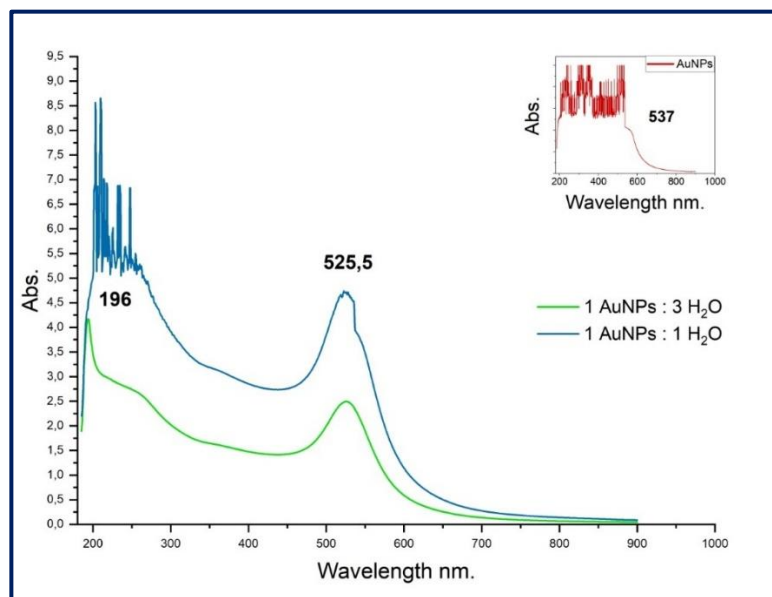 9,5
9,0
8,5
8,0
7,5
7,0
6,5
6,0
5,5
5,0
4,5
4,0
3,5
3,0
2,5
2,0
1,5
1,0
0,5
0,0
Abs.
196
525,5
200 300 400 500 600 700 800 900 1000
Wavelength nm.
AuNPs
537
Abs.
200 400 600 800 1000
Wavelength nm.
1 AuNPs : 3 H₂O
1 AuNPs : 1 H₂O